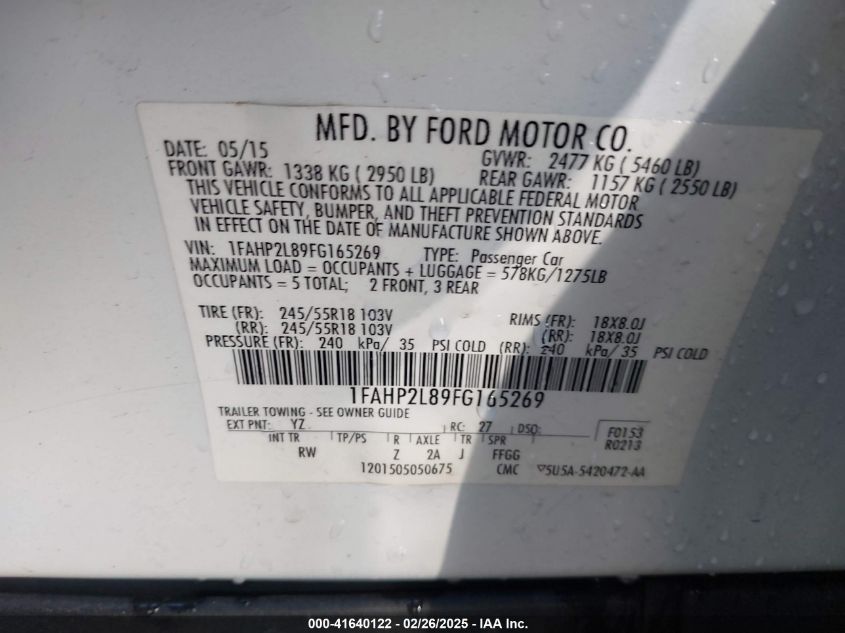 MFD. BY FORD MOTOR CO.
DATE: 05/15 GVWR: 2477 KG ( 5460 LB)
FRONT GAWR: 1338 KG ( 2950 LB) REAR GAWR: 1157 KG ( 2550 LB)
THIS VEHICLE CONFORMS TO ALL APPLICABLE FEDERAL MOTOR
VEHICLE SAFETY, BUMPER, AND THEFT PREVENTION STANDARDS
IN EFFECT ON THE DATE OF MANUFACTURE SHOWN ABOVE.
VIN: 1FAHP2L89FG165269 TYPE: Passenger Car
MAXIMUM LOAD = OCCUPANTS + LUGGAGE = 578KG/1275LB
OCCUPANTS = 5 TOTAL; 2 FRONT, 3 REAR
TIRE (FR): 245/55R18 103V RIMS (FR): 18X8.0J
(RR): 245/55R18 103V (RR): 18X8.0J
PRESSURE (FR): 240 kPa/ 35 PSI COLD (RR): 240 kPa/ 35 PSI COLD
1FAHP2L89FG165269
TRAILER TOWING - SEE OWNER GUIDE
EXT PNT: YZ RC: 27 DSO: F0153
INT TR TP/PS R AXLE TR SPR R0213
RW Z 2A J FFGG
1201505050675 CMC 5U5A-5420472-AA
000-41640122 - 02/26/2025 - IAA Inc.